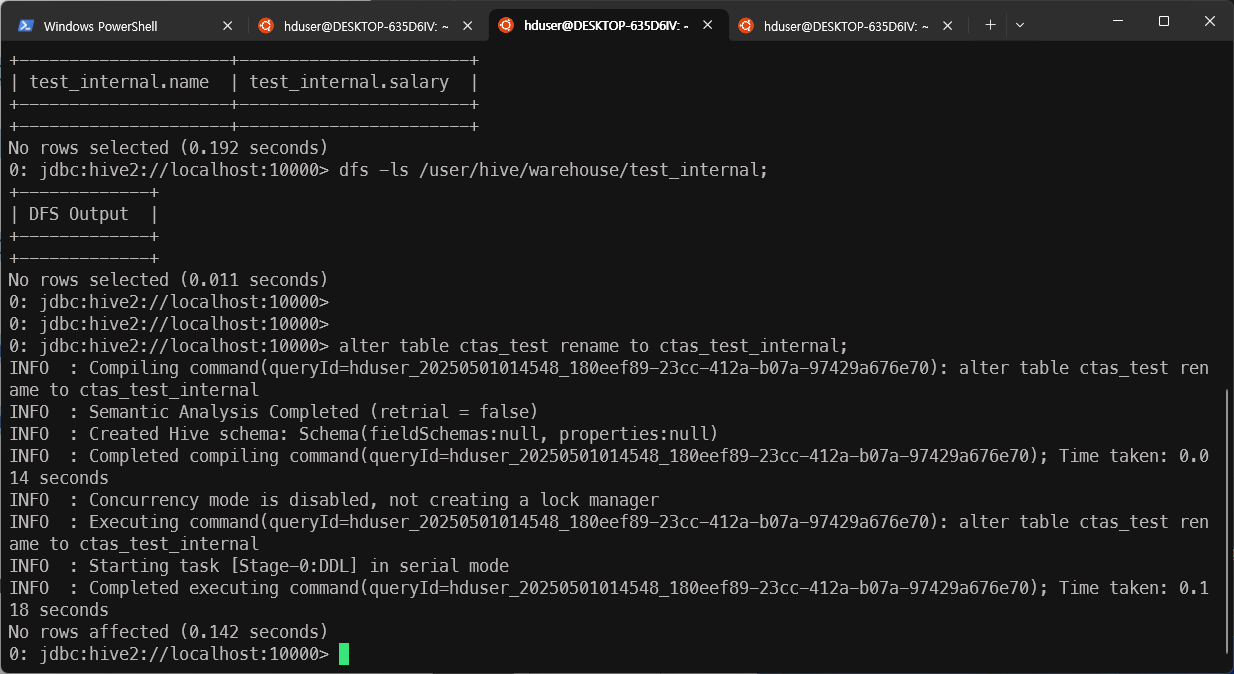 Windows PowerShell
hduser@DESKTOP-635D6IV: ~
hduser@DESKTOP-635D6IV: ~
hduser@DESKTOP-635D6IV: ~
+---------------------+-----------------------+
| test_internal.name  | test_internal.salary  |
+---------------------+-----------------------+
+---------------------+-----------------------+
No rows selected (0.192 seconds)
0: jdbc:hive2://localhost:10000> dfs -ls /user/hive/warehouse/test_internal;
+-------------+
| DFS Output  |
+-------------+
+-------------+
No rows selected (0.011 seconds)
0: jdbc:hive2://localhost:10000>
0: jdbc:hive2://localhost:10000>
0: jdbc:hive2://localhost:10000> alter table ctas_test rename to ctas_test_internal;
INFO  : Compiling command(queryId=hduser_20250501014548_180eef89-23cc-412a-b07a-97429a676e70): alter table ctas_test ren
ame to ctas_test_internal
INFO  : Semantic Analysis Completed (retrial = false)
INFO  : Created Hive schema: Schema(fieldSchemas:null, properties:null)
INFO  : Completed compiling command(queryId=hduser_20250501014548_180eef89-23cc-412a-b07a-97429a676e70); Time taken: 0.0
14 seconds
INFO  : Concurrency mode is disabled, not creating a lock manager
INFO  : Executing command(queryId=hduser_20250501014548_180eef89-23cc-412a-b07a-97429a676e70): alter table ctas_test ren
ame to ctas_test_internal
INFO  : Starting task [Stage-0:DDL] in serial mode
INFO  : Completed executing command(queryId=hduser_20250501014548_180eef89-23cc-412a-b07a-97429a676e70); Time taken: 0.1
18 seconds
No rows affected (0.142 seconds)
0: jdbc:hive2://localhost:10000>